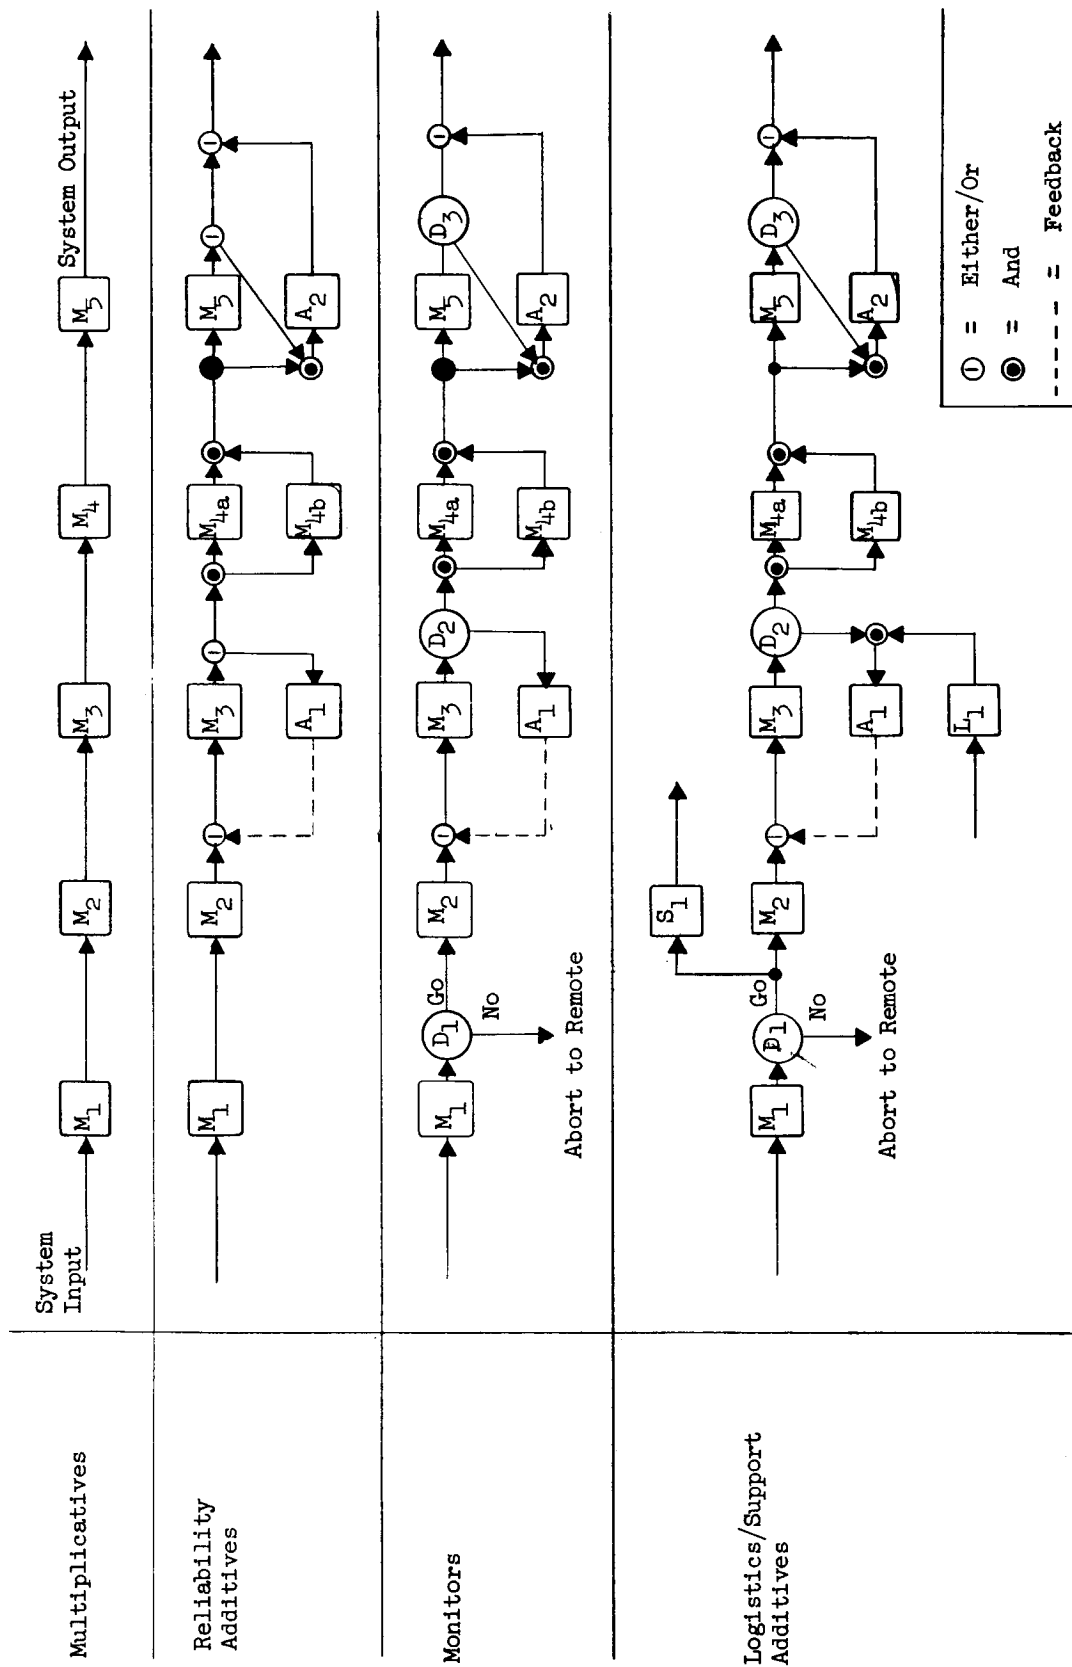 Multiplicatives
System
Input
M1
M2
M3
M4
M5
System Output
Reliability
Additives
M1
M2
M3
A1
M4a
M4b
M5
A2
Monitors
M1
D1
Go
No
Abort to Remote
M2
M3
A1
D2
M4a
M4b
M5
A2
D3
Logistics/Support
Additives
M1
D1
Go
No
Abort to Remote
S1
M2
M3
A1
L1
D2
M4a
M4b
M5
A2
D3
= Either/Or
= And
---- = Feedback